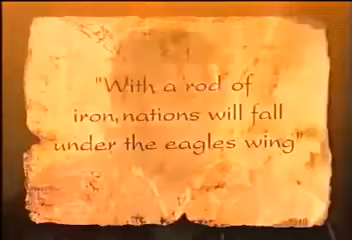 "With a rod of
iron,nations will fall
under the eagles wing"